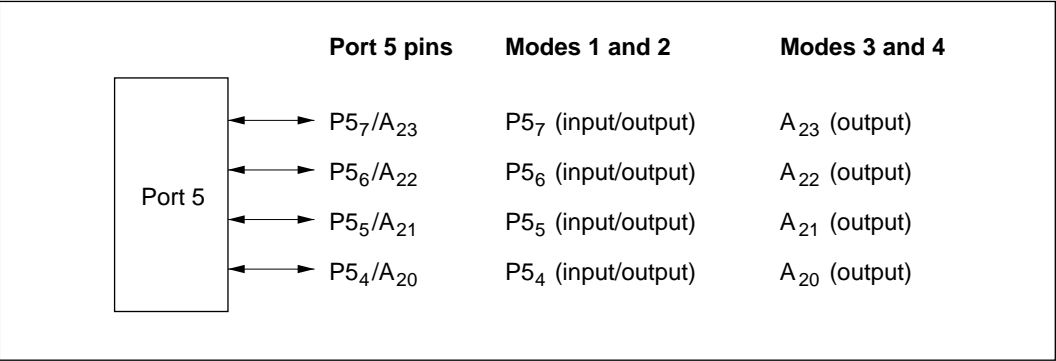 Port 5 pins Modes 1 and 2 Modes 3 and 4
P5₇/A₂₃ P5₇ (input/output) A₂₃ (output)
P5₆/A₂₂ P5₆ (input/output) A₂₂ (output)
Port 5
P5₅/A₂₁ P5₅ (input/output) A₂₁ (output)
P5₄/A₂₀ P5₄ (input/output) A₂₀ (output)